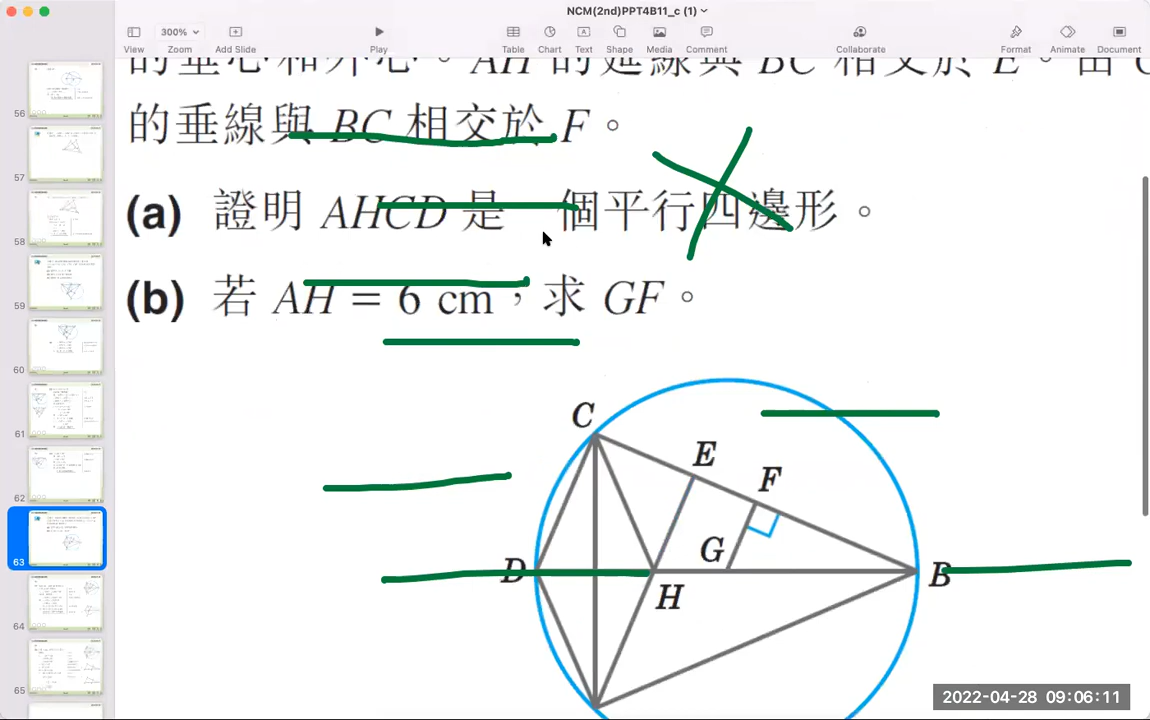 NCM(2nd)PPT4B11_c (1)
300%
View
Zoom
Add Slide
Play
Table
Chart
Text
Shape
Media
Comment
Collaborate
Format
Animate
Document
56
57
58
59
60
61
62
63
64
65
的垂心和外心。AH 的延線與 BC 相交於 E。由
的垂線與 BC 相交於 F。
(a) 證明 AHCD 是一個平行四邊形。
(b) 若 AH = 6 cm，求 GF。
C
E
F
G
D
H
B
2022-04-28 09:06:11